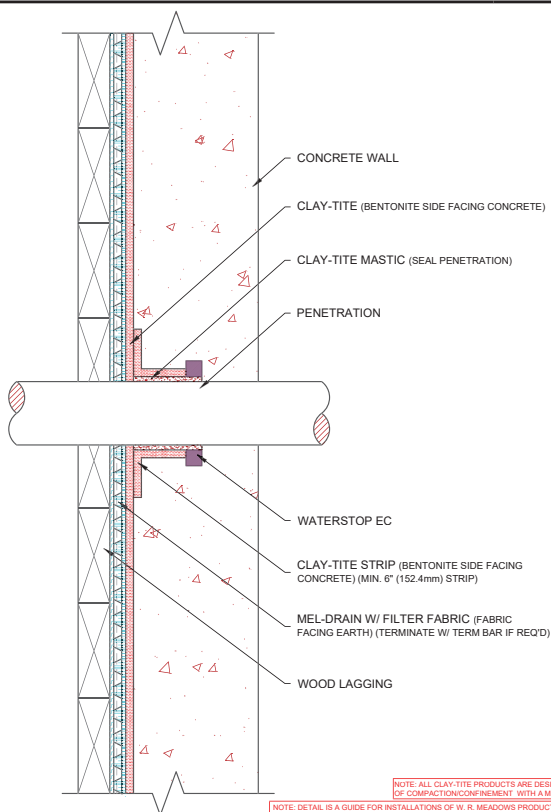 CONCRETE WALL
CLAY-TITE (BENTONITE SIDE FACING CONCRETE)
CLAY-TITE MASTIC (SEAL PENETRATION)
PENETRATION
WATERSTOP EC
CLAY-TITE STRIP (BENTONITE SIDE FACING
CONCRETE) (MIN. 6" (152.4mm) STRIP)
MEL-DRAIN W/ FILTER FABRIC (FABRIC
FACING EARTH) (TERMINATE W/ TERM BAR IF REQ'D)
WOOD LAGGING
NOTE: ALL CLAY-TITE PRODUCTS ARE
OF COMPACTION/CONFINEMENT WITH A
NOTE: DETAIL IS A GUIDE FOR INSTALLATIONS OF W. R. MEADOWS